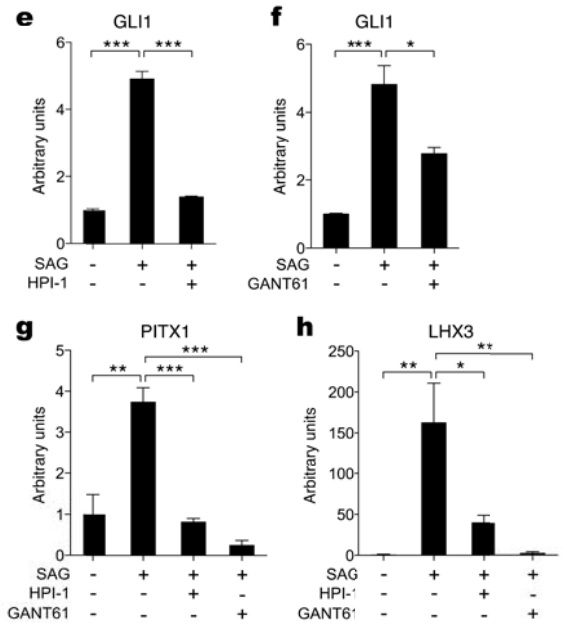 e
GLI1
***
***
6
4
2
0
Arbitrary units
SAG - + +
HPI-1 - - +
f
GLI1
***
*
6
4
2
0
Arbitrary units
SAG - + +
GANT61 - - +
g
PITX1
***
** ***
5
4
3
2
1
0
Arbitrary units
SAG - + + +
HPI-1 - - + -
GANT61 - - - +
h
LHX3
**
** *
250
200
150
100
50
0
Arbitrary units
SAG - + + +
HPI-1 - - + -
GANT61 - - - +